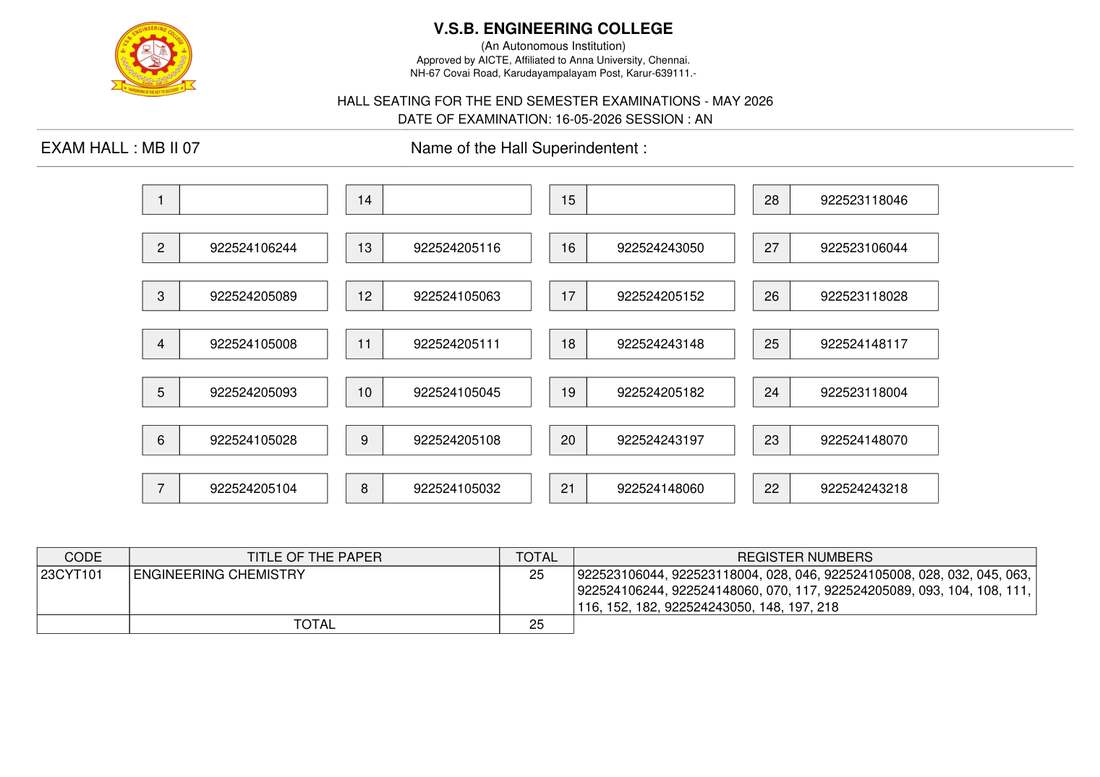 V.S.B. ENGINEERING COLLEGE
(An Autonomous Institution)
Approved by AICTE, Affiliated to Anna University, Chennai.
NH-67 Covai Road, Karudayampalayam Post, Karur-639111.-
HALL SEATING FOR THE END SEMESTER EXAMINATIONS - MAY 2026
DATE OF EXAMINATION: 16-05-2026 SESSION : AN
EXAM HALL : MB II 07 Name of the Hall Superindentent :
1 14 15 28 922523118046
2 922524106244 13 922524205116 16 922524243050 27 922523106044
3 922524205089 12 922524105063 17 922524205152 26 922523118028
4 922524105008 11 922524205111 18 922524243148 25 922524148117
5 922524205093 10 922524105045 19 922524205182 24 922523118004
6 922524105028 9 922524205108 20 922524243197 23 922524148070
7 922524205104 8 922524105032 21 922524148060 22 922524243218
CODE TITLE OF THE PAPER TOTAL REGISTER NUMBERS
23CYT101 ENGINEERING CHEMISTRY 25 922523106044, 922523118004, 028, 046, 922524105008, 028, 032, 045, 063,
922524106244, 922524148060, 070, 117, 922524205089, 093, 104, 108, 111,
116, 152, 182, 922524243050, 148, 197, 218
TOTAL 25